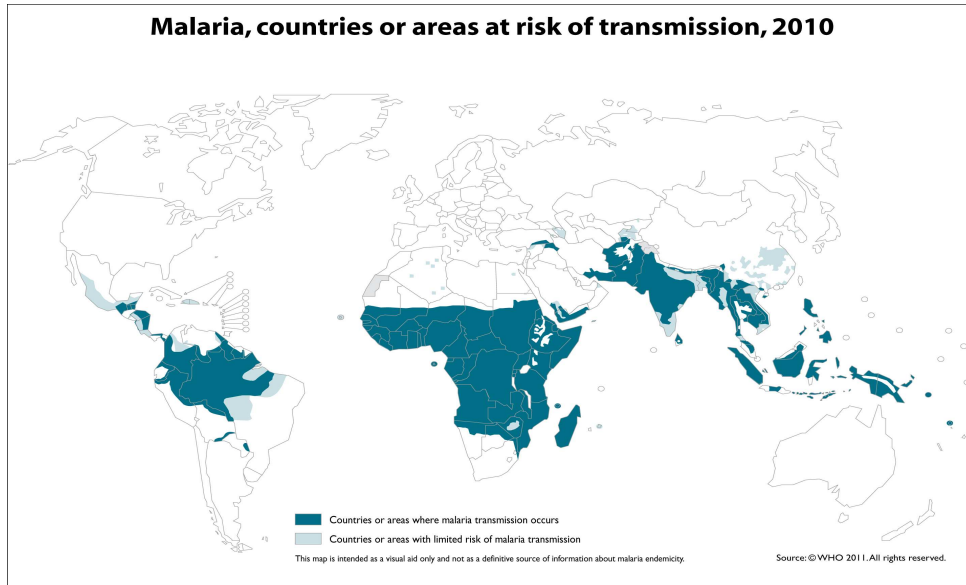 Malaria, countries or areas at risk of transmission, 2010
Countries or areas where malaria transmission occurs
Countries or areas with limited risk of malaria transmission
This map is intended as a visual aid only and not as a definitive source of information about malaria endemicity.
Source: © WHO 2011. All rights reserved.